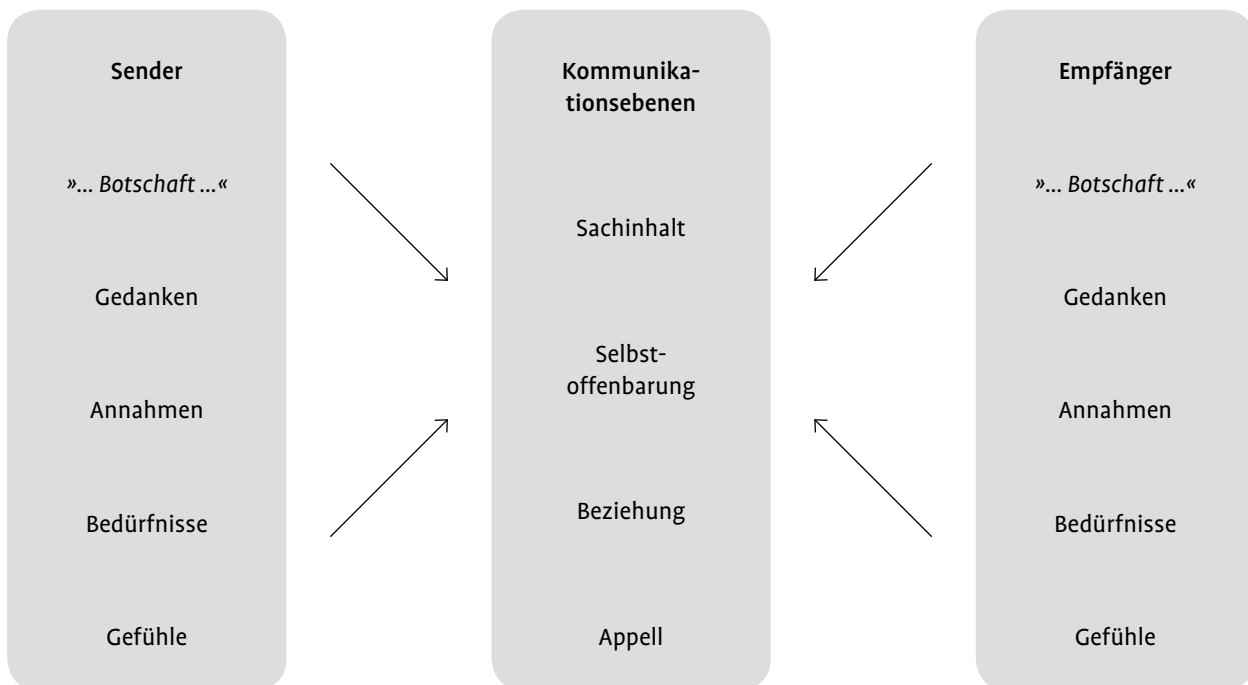 Sender
»... Botschaft ...«
Gedanken
Annahmen
Bedürfnisse
Gefühle
Kommunika-
tionsebenen
Sachinhalt
Selbst-
offenbarung
Beziehung
Appell
Empfänger
»... Botschaft ...«
Gedanken
Annahmen
Bedürfnisse
Gefühle